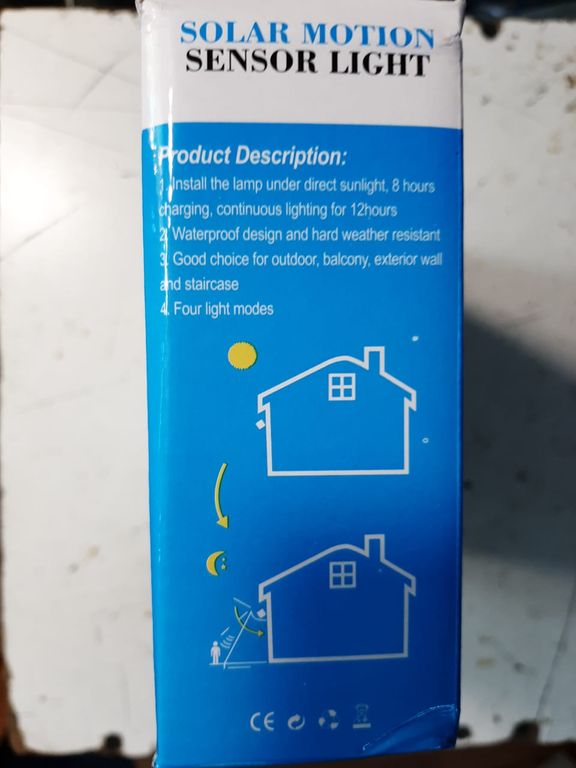 SOLAR MOTION
SENSOR LIGHT
Product Description:
1. Install the lamp under direct sunlight, 8 hours
charging, continuous lighting for 12hours
2. Waterproof design and hard weather resistant
3. Good choice for outdoor, balcony, exterior wall
and staircase
4. Four light modes
CE